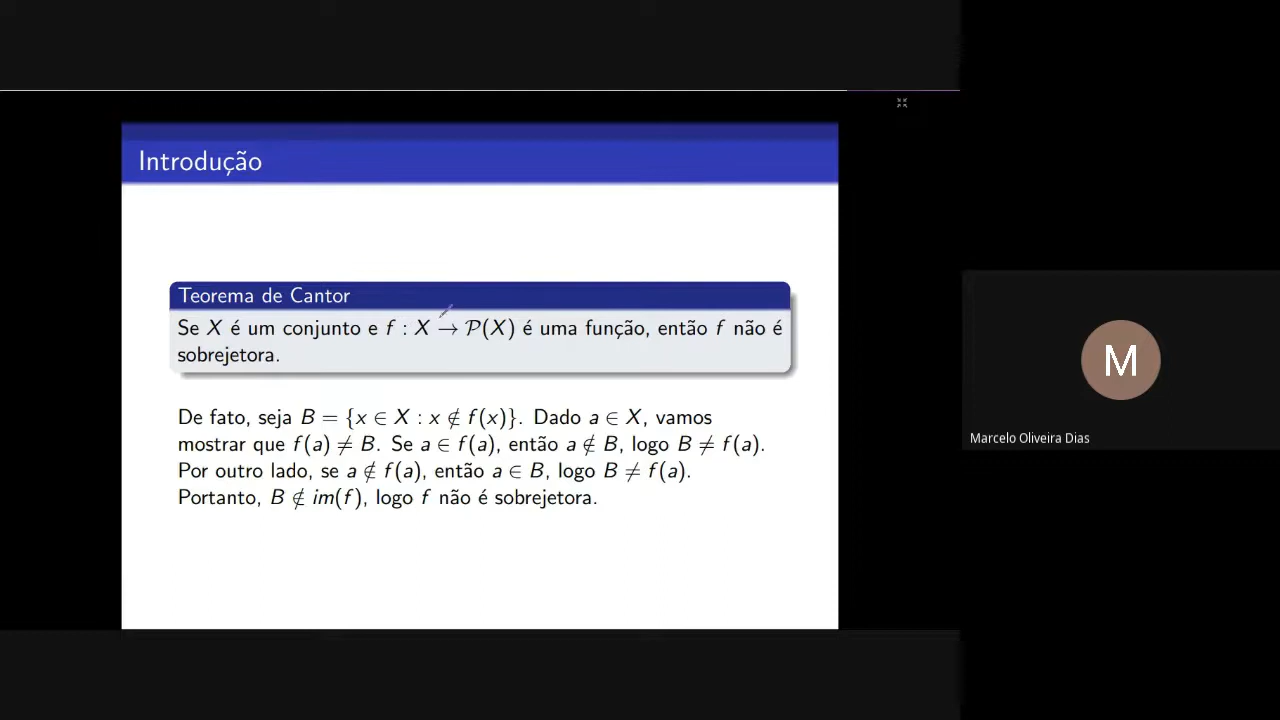 Introdução
Teorema de Cantor
Se X é um conjunto e f : X → 𝒫(X) é uma função, então f não é
sobrejetora.
De fato, seja B = {x ∈ X : x ∉ f(x)}. Dado a ∈ X, vamos
mostrar que f(a) ≠ B. Se a ∈ f(a), então a ∉ B, logo B ≠ f(a).
Por outro lado, se a ∉ f(a), então a ∈ B, logo B ≠ f(a).
Portanto, B ∉ im(f), logo f não é sobrejetora.
M
Marcelo Oliveira Dias